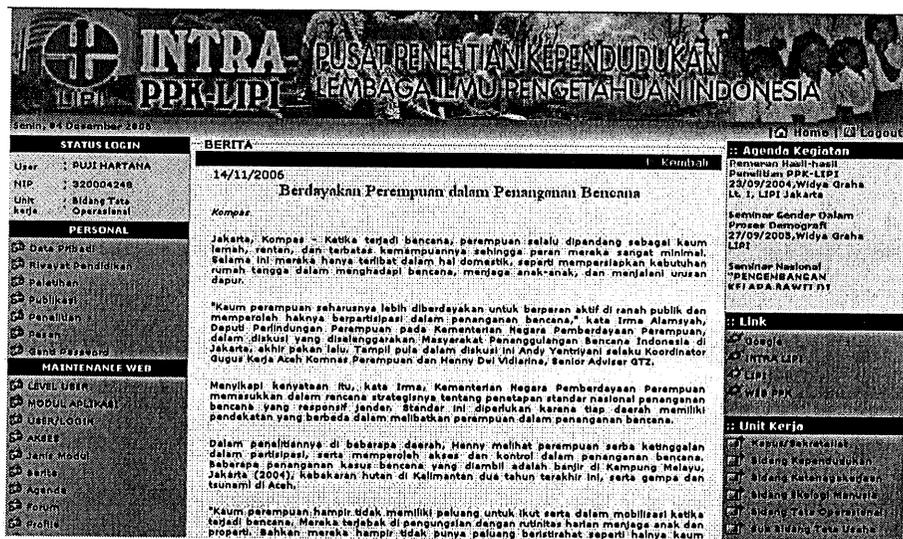 INTRA-
PPK-LIPI
LIPI
PUSAT PENELITIAN KEPENDUDUKAN
LEMBAGA ILMU PENGETAHUAN INDONESIA
Senin, 04 Desember 2006
Home | Logout
STATUS LOGIN
User : PUJI HARTANA
NIP : 320004248
Unit kerja : Bidang Tata Operasional
PERSONAL
Data Pribadi
Riwayat Pendidikan
Pelatihan
Publikasi
Penelitian
Pesan
Ganti Password
MAINTENANCE WEB
LEVEL USER
MODUL APLIKASI
USER/LOGIN
AKSES
Jenis Modul
Berita
Agenda
Forum
Profile
BERITA
Kembali
14/11/2006
Berdayakan Perempuan dalam Penanganan Bencana
Kompas
Jakarta, Kompas - Ketika terjadi bencana, perempuan selalu dipandang sebagai kaum
lemah, rentan, dan terbatas kemampuannya sehingga peran mereka sangat minimal.
Selama ini mereka hanya terlibat dalam hal domestik, seperti mempersiapkan kebutuhan
rumah tangga dalam menghadapi bencana, menjaga anak-anak, dan menjalani urusan
dapur.
"Kaum perempuan seharusnya lebih diberdayakan untuk berperan aktif di ranah publik dan
memperoleh haknya berpartisipasi dalam penanganan bencana," kata Irma Alamsyah,
Deputi Perlindungan Perempuan pada Kementerian Negara Pemberdayaan Perempuan,
dalam diskusi yang diselenggarakan Masyarakat Penanggulangan Bencana Indonesia di
Jakarta, akhir pekan lalu. Tampil pula dalam diskusi ini Andy Yentriyani selaku Koordinator
Gugus Kerja Aceh Komnas Perempuan dan Henny Dwi Vidiarina, Senior Adviser GTZ.
Menyikapi kenyataan itu, kata Irma, Kementerian Negara Pemberdayaan Perempuan
memasukkan dalam rencana strategisnya tentang penetapan standar nasional penanganan
bencana yang responsif jender. Standar ini diperlukan karena tiap daerah memiliki
pendekatan yang berbeda dalam melibatkan perempuan dalam penanganan bencana.
Dalam penelitiannya di beberapa daerah, Henny melihat perempuan serba ketinggalan
dalam partisipasi, serta memperoleh akses dan kontrol dalam penanganan bencana.
Beberapa penanganan kasus bencana yang diambil adalah banjir di Kampung Melayu,
Jakarta (2004), kebakaran hutan di Kalimantan dua tahun terakhir ini, serta gempa dan
tsunami di Aceh.
"Kaum perempuan hampir tidak memiliki peluang untuk ikut serta dalam mobilisasi ketika
terjadi bencana. Mereka terjebak di pengungsian dengan rutinitas harian menjaga anak dan
properti. Bahkan mereka hampir tidak punya peluang beristirahat seperti halnya kaum
:: Agenda Kegiatan
Pameran Hasil-hasil
Penelitian PPK-LIPI
23/09/2004,Widya Graha
Lt. I, LIPI Jakarta
Seminar Gender Dalam
Proses Demografi
27/09/2005,Widya Graha
LIPI
Seminar Nasional
"PENGEMBANGAN
:: Link
Google
INTRA LIPI
LIPI
WEB PPK
:: Unit Kerja
Kapus/Sekretariat
Bidang Kependudukan
Bidang Ketenagakerjaan
Bidang Ekologi Manusia
Bidang Tata Operasional
Sub Bidang Tata Usaha